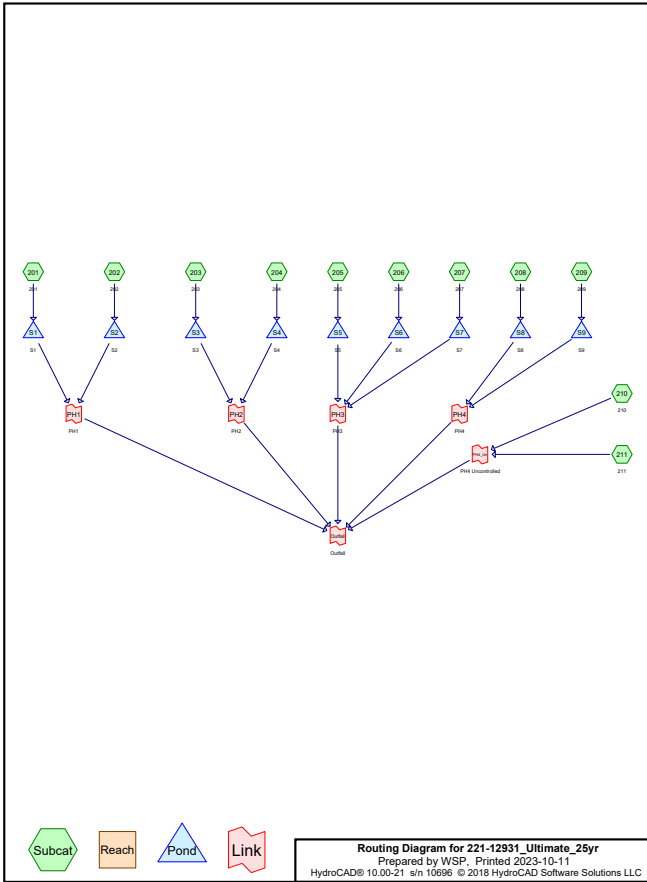 201 202 203 204 205 206 207 208 209
201 202 203 204 205 206 207 208 209
S1 S2 S3 S4 S5 S6 S7 S8 S9
S1 S2 S3 S4 S5 S6 S7 S8 S9
210
210
PH1 PH2 PH3 PH4
PH1 PH2 PH3 PH4
PH4_Un 211
PH4 Uncontrolled 211
Outfall
Outfall
Subcat Reach Pond Link
Routing Diagram for 221-12931_Ultimate_25yr
Prepared by WSP, Printed 2023-10-11
HydroCAD® 10.00-21 s/n 10696 © 2018 HydroCAD Software Solutions LLC